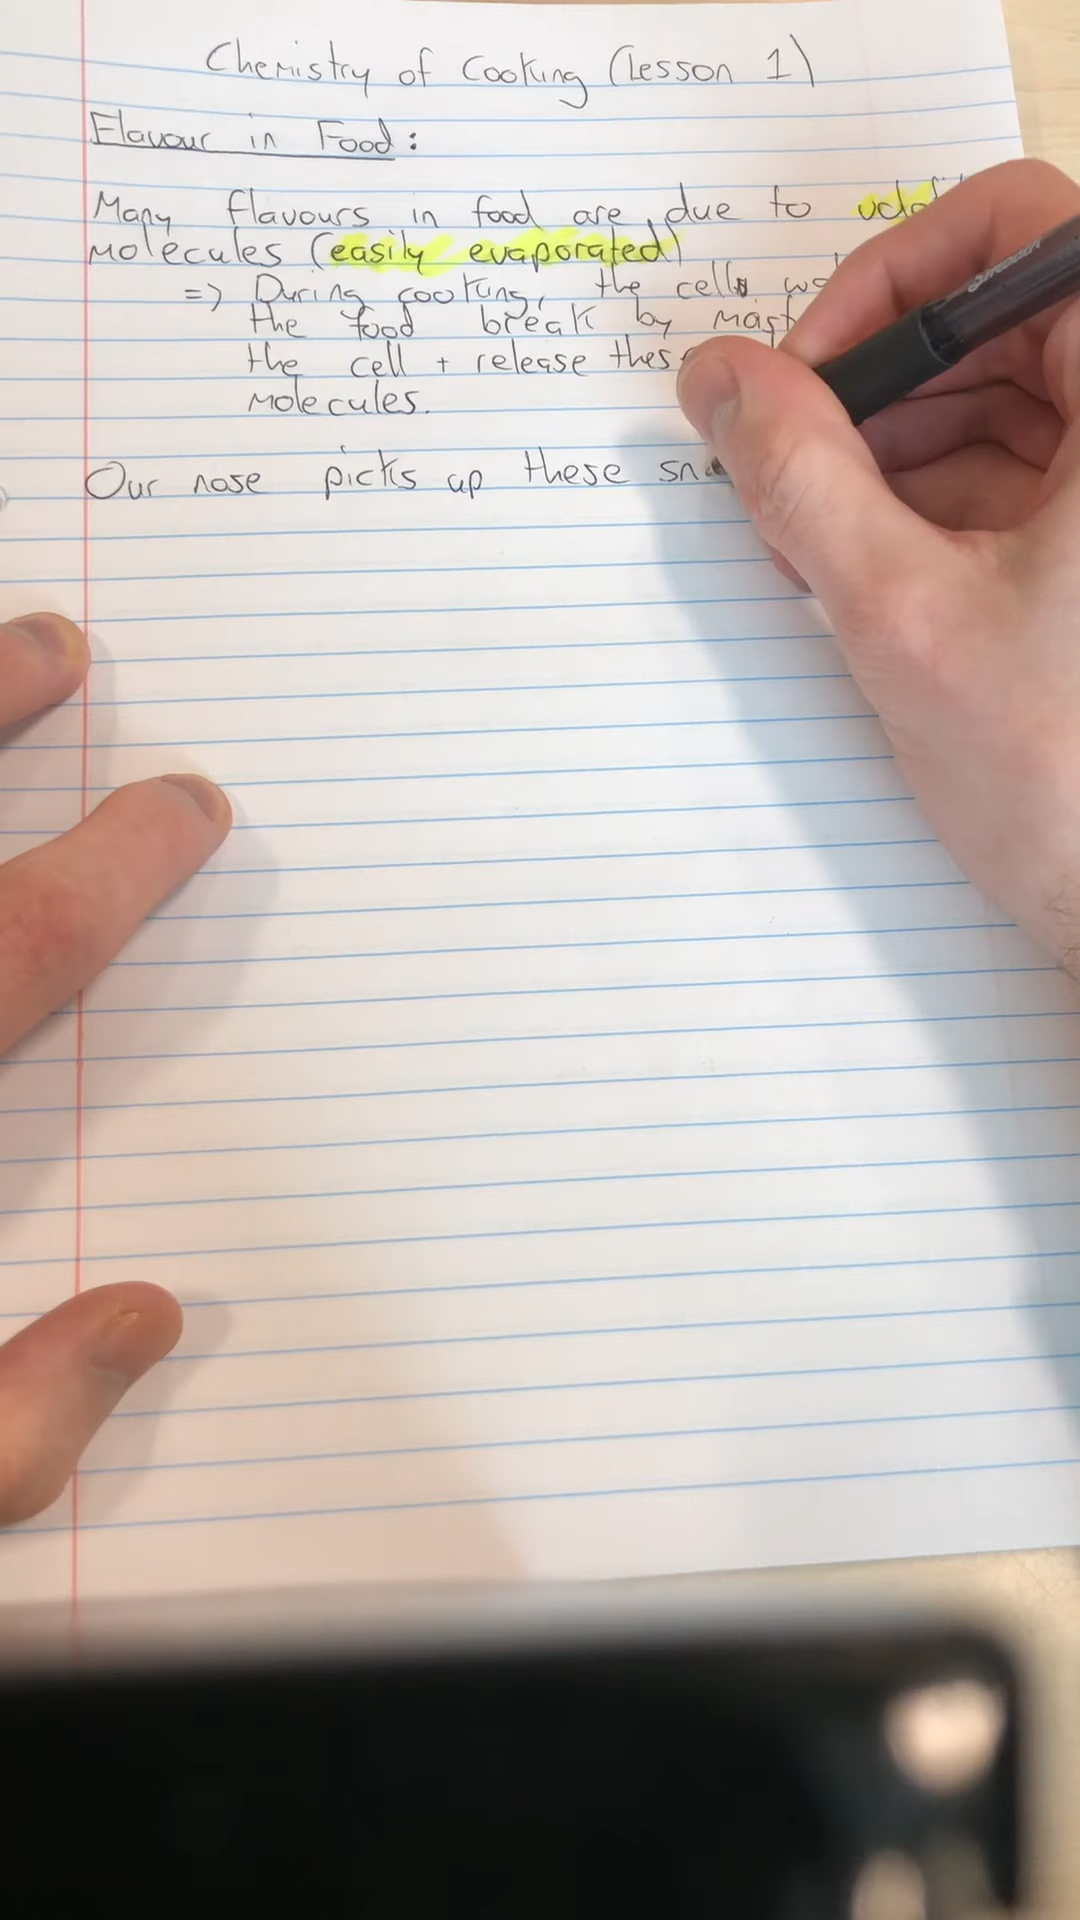 Chemistry of Cooking (Lesson 1)
Flavour in Food:
Many flavours in food are due to
molecules (easily evaporated)
=> During cooking, the cells
the food break by
the cell + release
molecules.
Our nose picks up these